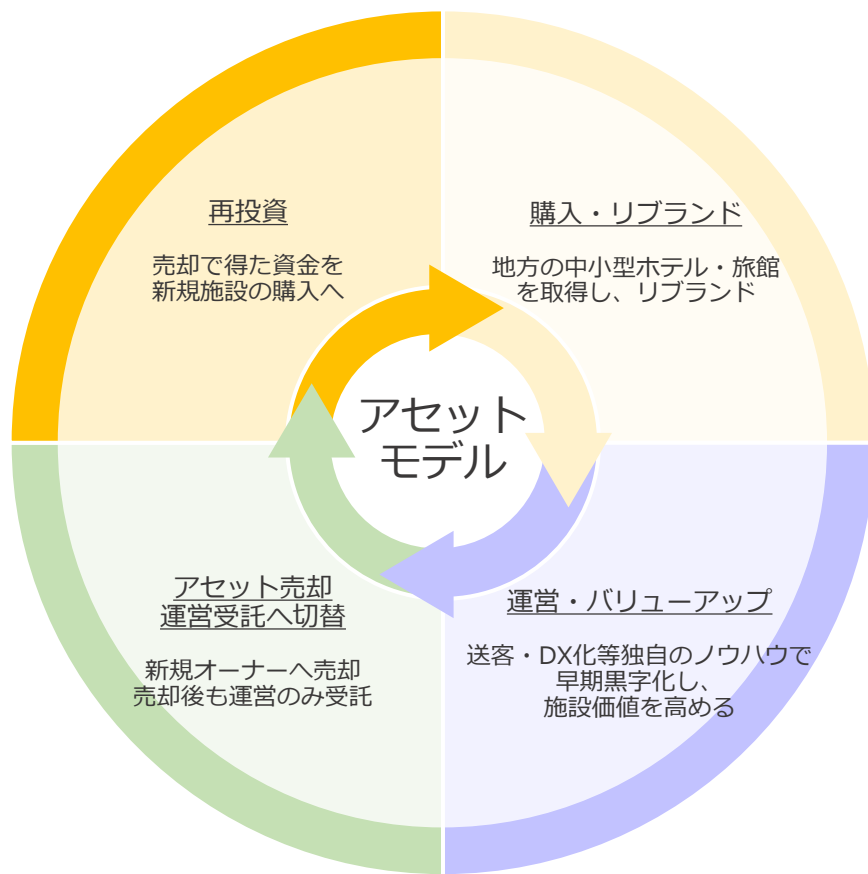 再投資
売却で得た資金を
新規施設の購入へ
購入・リブランド
地方の中小型ホテル・旅館
を取得し、リブランド
アセット
モデル
アセット売却
運営受託へ切替
新規オーナーへ売却
売却後も運営のみ受託
運営・バリューアップ
送客・DX化等独自のノウハウで
早期黒字化し、
施設価値を高める